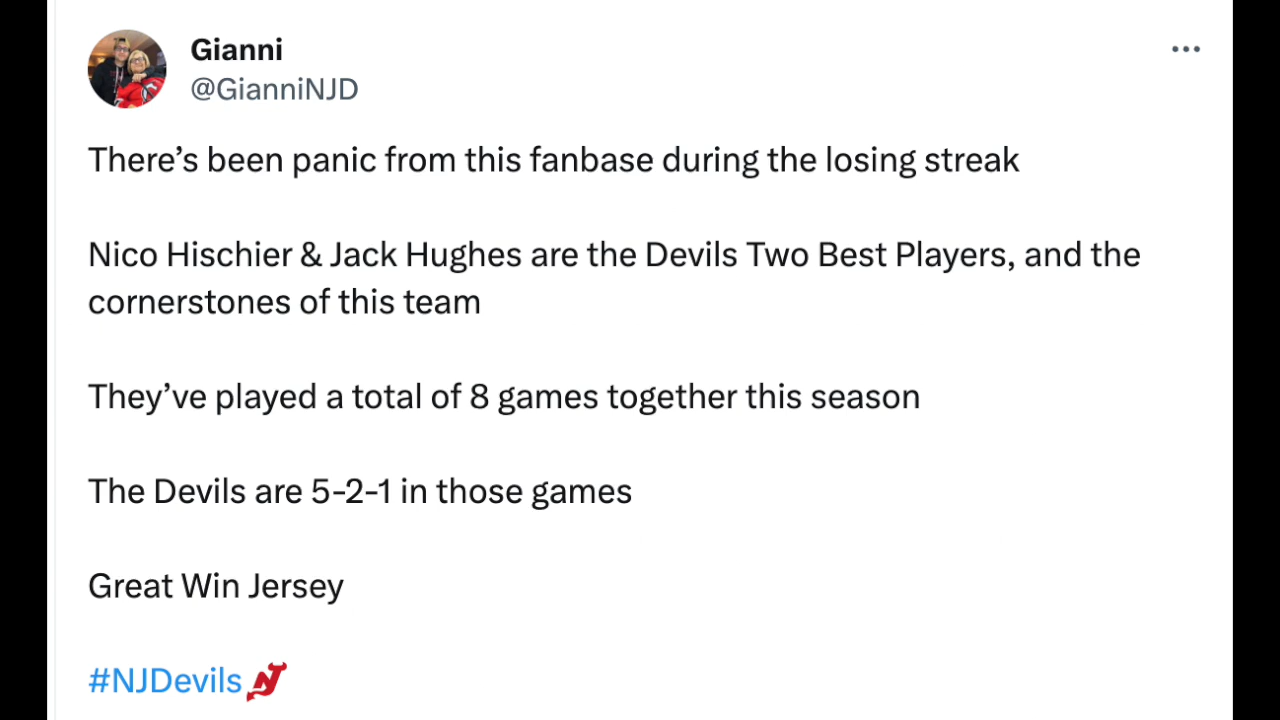 Gianni
@GianniNJD
There’s been panic from this fanbase during the losing streak
Nico Hischier & Jack Hughes are the Devils Two Best Players, and the
cornerstones of this team
They’ve played a total of 8 games together this season
The Devils are 5-2-1 in those games
Great Win Jersey
#NJDevils